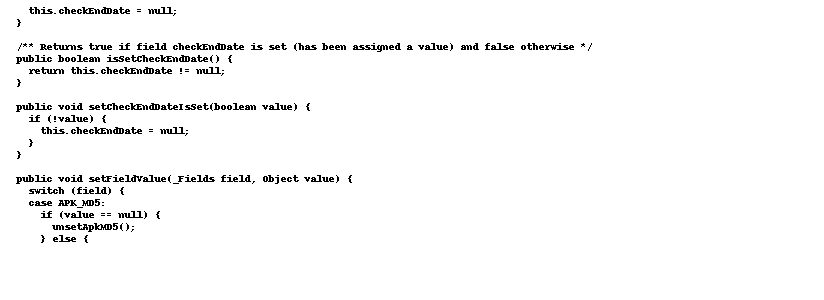 this.checkEndDate = null;
  }

  /** Returns true if field checkEndDate is set (has been assigned a value) and false otherwise */
  public boolean isSetCheckEndDate() {
    return this.checkEndDate != null;
  }

  public void setCheckEndDateIsSet(boolean value) {
    if (!value) {
      this.checkEndDate = null;
    }
  }

  public void setFieldValue(_Fields field, Object value) {
    switch (field) {
    case APK_MD5:
      if (value == null) {
        unsetApkMD5();
      } else {